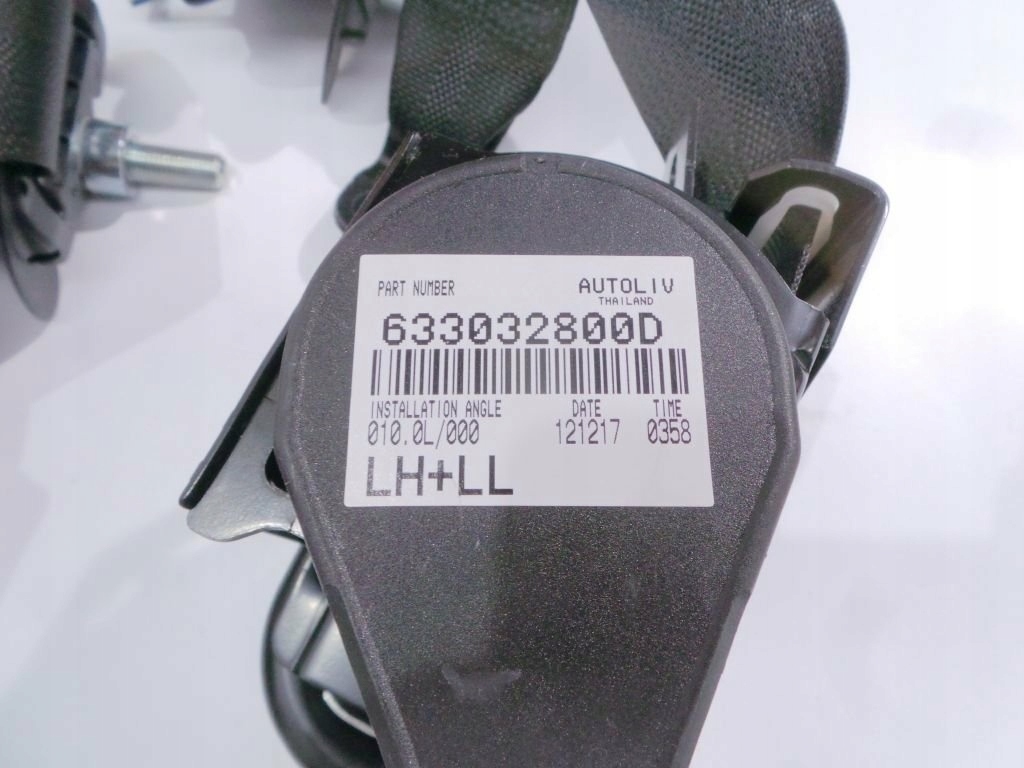 PART NUMBER AUTOLIV
THAILAND
633032800D
INSTALLATION ANGLE DATE TIME
010.0L/000 121217 0358
LH+LL